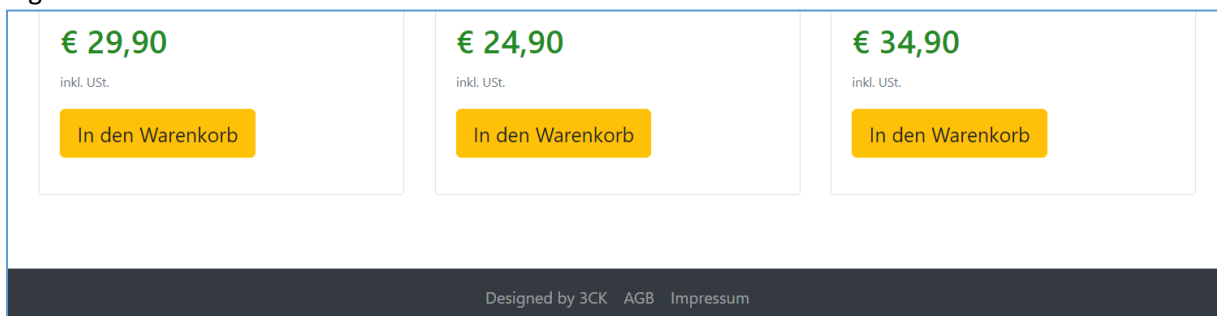 € 29,90 € 24,90 € 34,90
inkl. USt. inkl. USt. inkl. USt.
In den Warenkorb In den Warenkorb In den Warenkorb
Designed by 3CK AGB Impressum